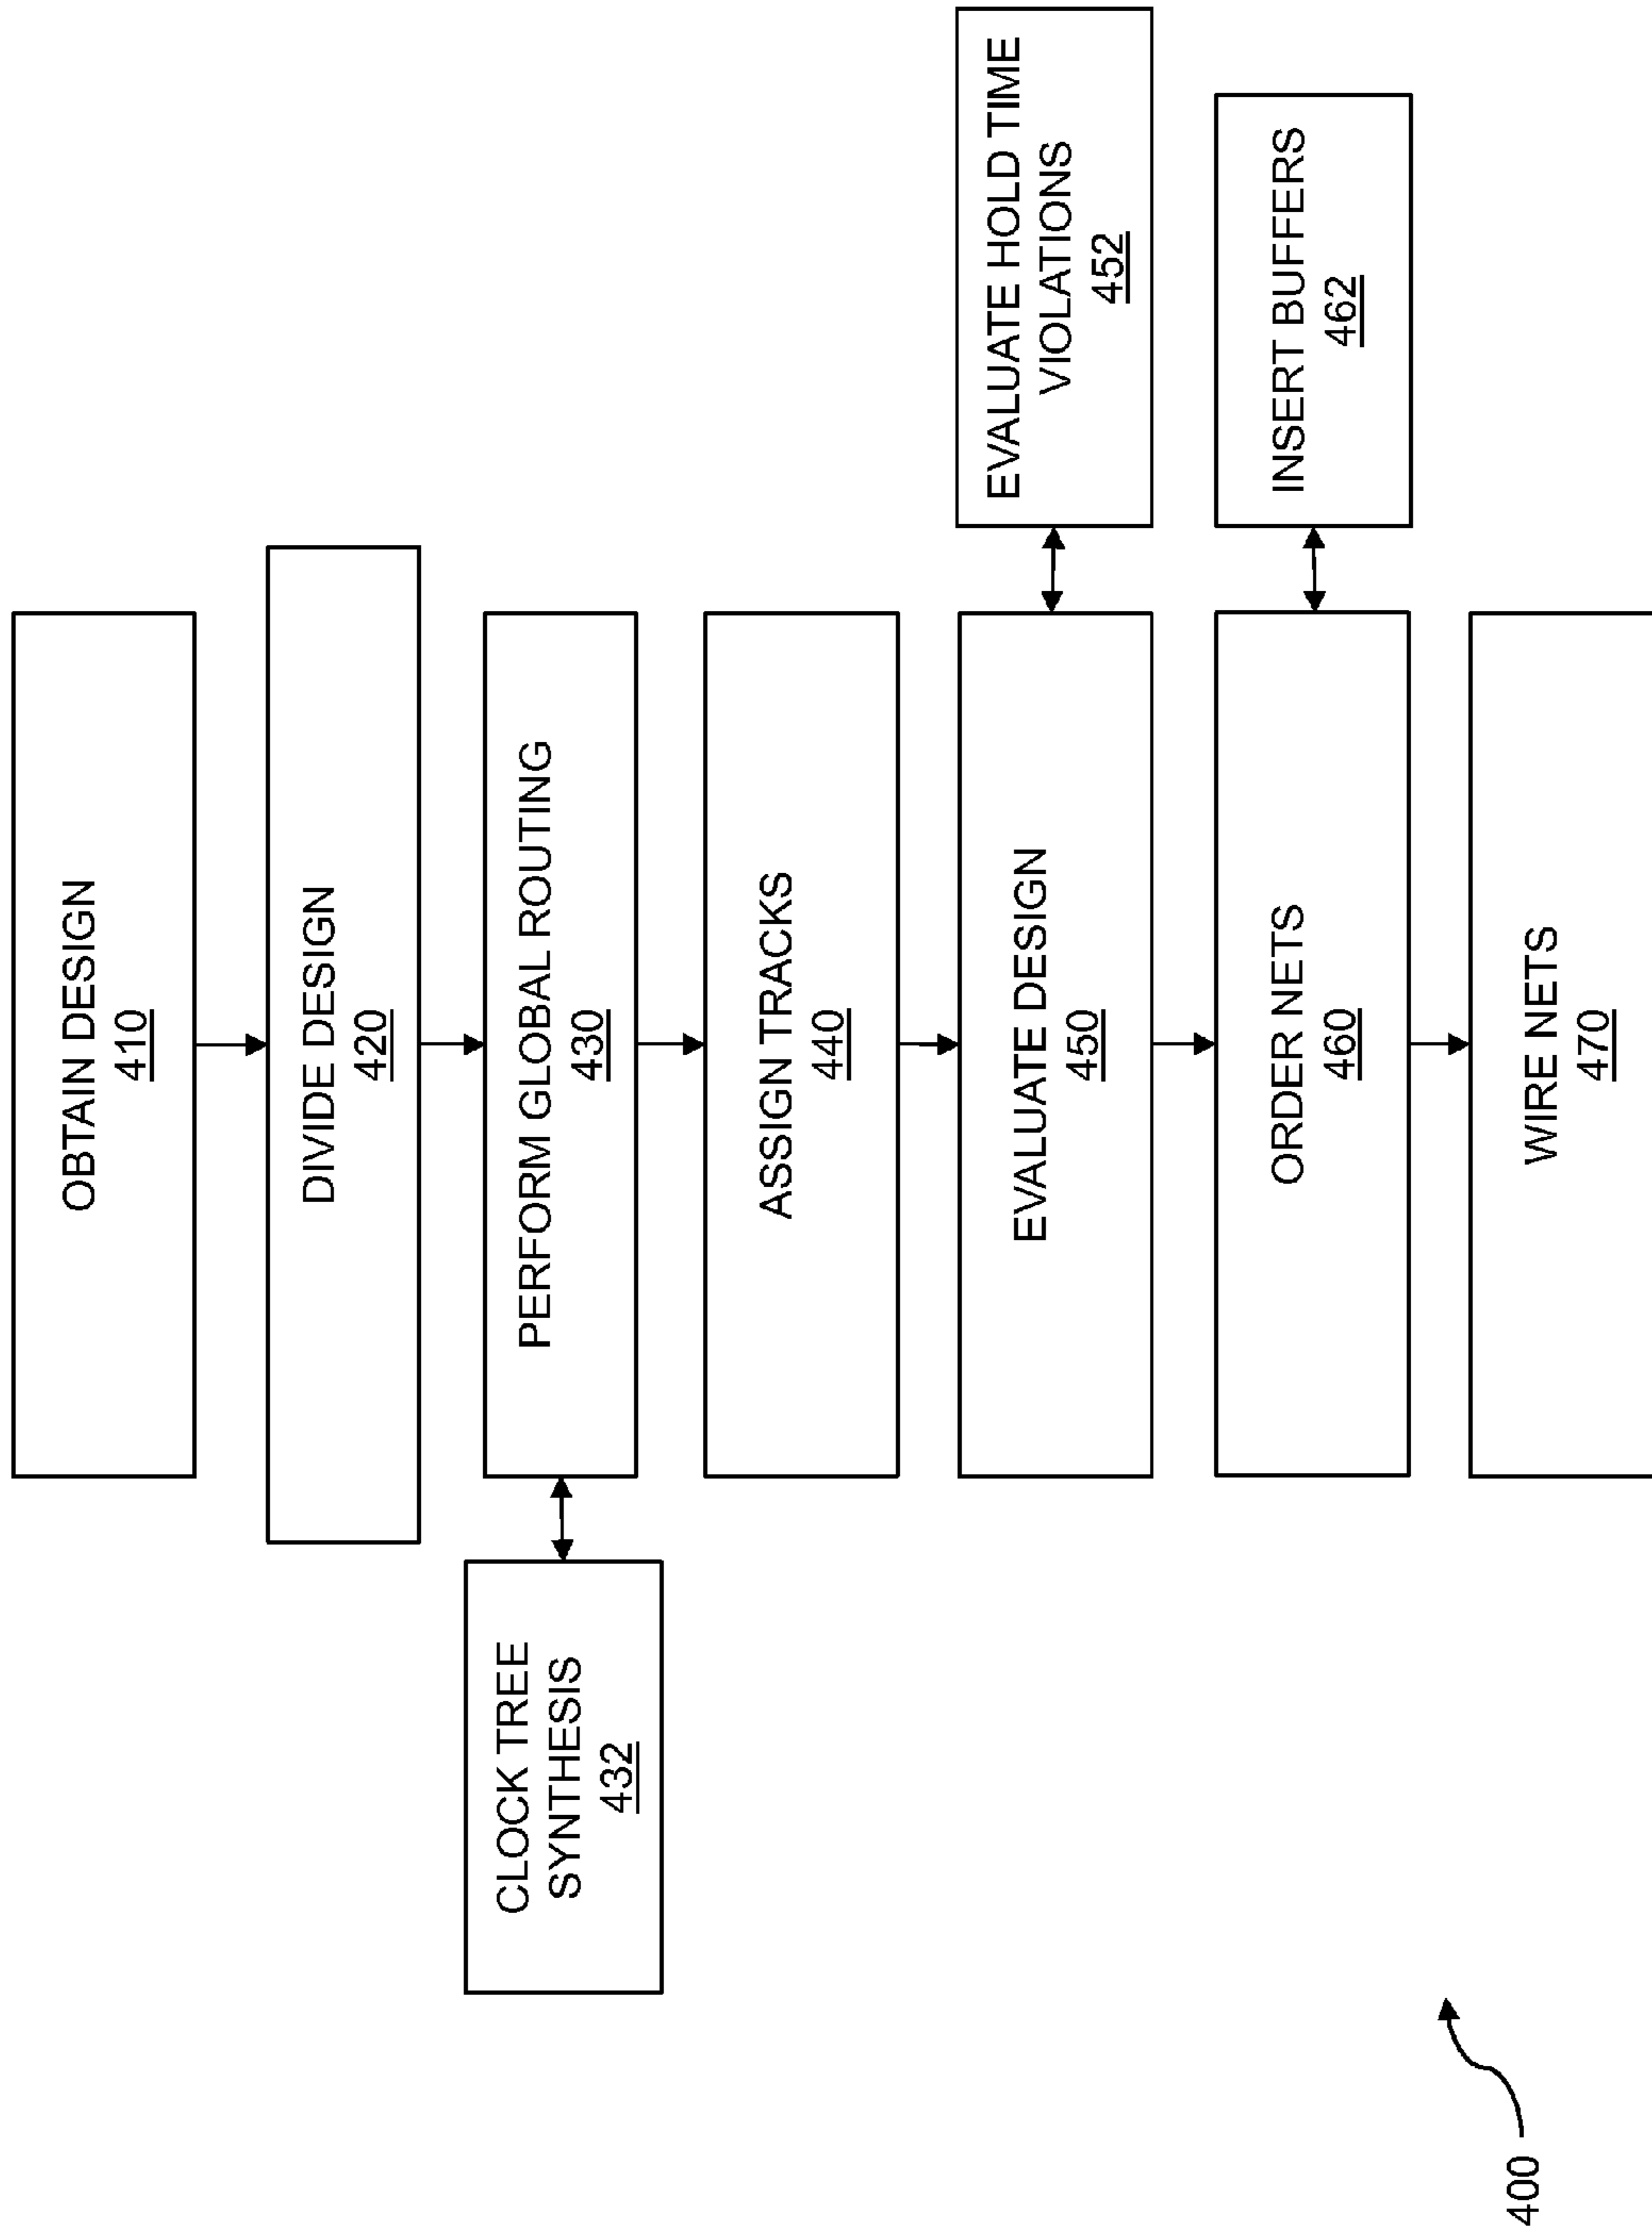 OBTAIN DESIGN
410
DIVIDE DESIGN
420
CLOCK TREE
SYNTHESIS
432
PERFORM GLOBAL ROUTING
430
ASSIGN TRACKS
440
EVALUATE DESIGN
450
EVALUATE HOLD TIME
VIOLATIONS
452
ORDER NETS
460
INSERT BUFFERS
462
WIRE NETS
470
400